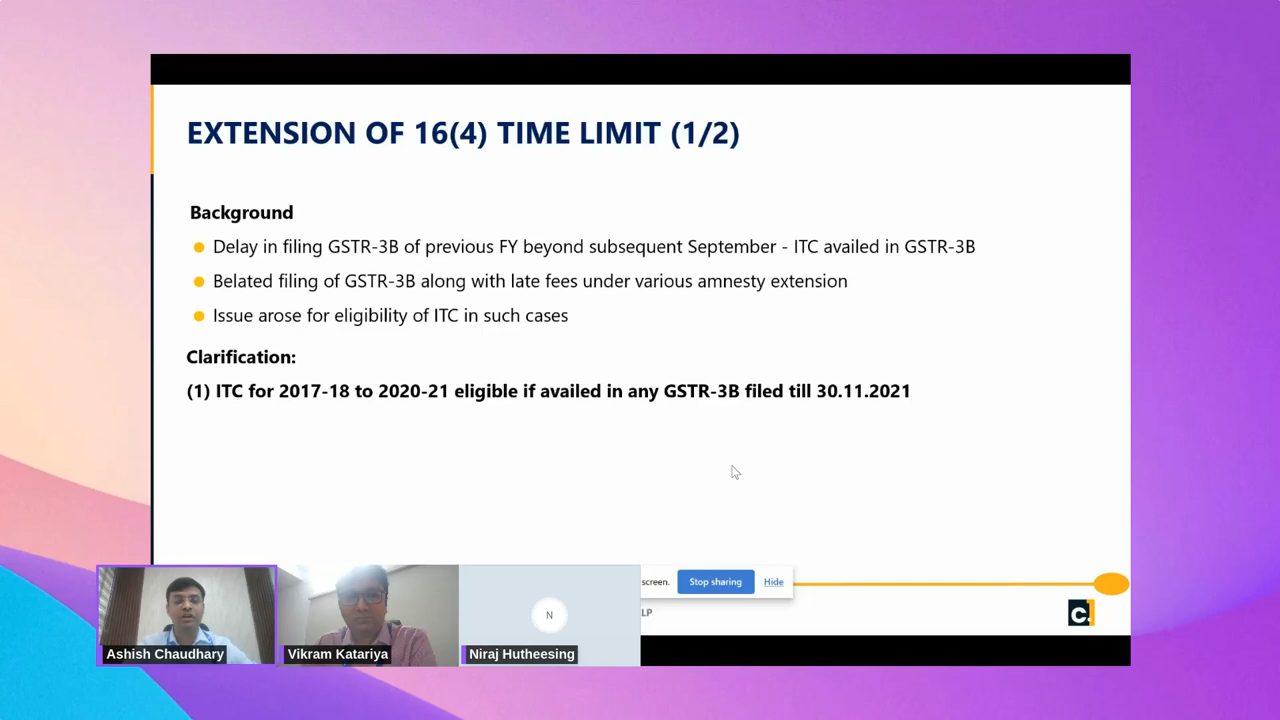 EXTENSION OF 16(4) TIME LIMIT (1/2)
Background
Delay in filing GSTR-3B of previous FY beyond subsequent September - ITC availed in GSTR-3B
Belated filing of GSTR-3B along with late fees under various amnesty extension
Issue arose for eligibility of ITC in such cases
Clarification:
(1) ITC for 2017-18 to 2020-21 eligible if availed in any GSTR-3B filed till 30.11.2021
screen. Stop sharing Hide
LP
c.
N
Ashish Chaudhary
Vikram Katariya
Niraj Hutheesing